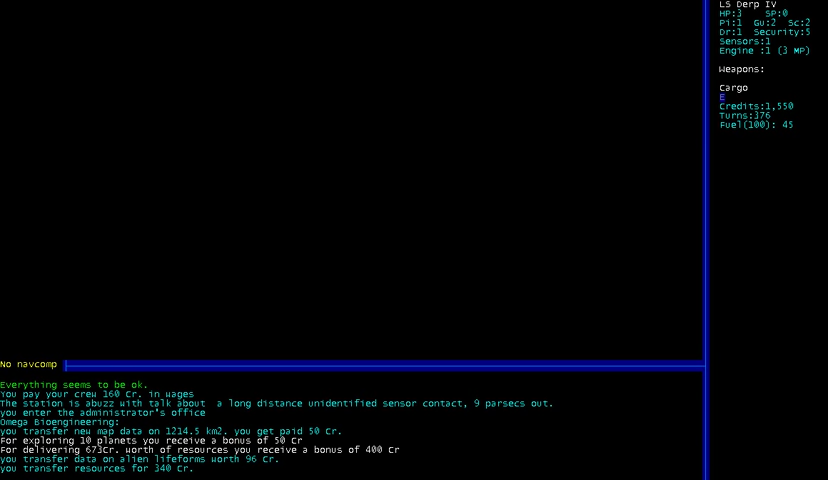 LS Derp IV
HP:3 SP:0
Pi:1 Gu:2 Sc:2
Dr:1 Security:5
Sensors:1
Engine :1 (3 MP)
Weapons:
Cargo
E
Credits:1,550
Turns:376
Fuel(100): 45
No navcomp
Everything seems to be ok.
You pay your crew 160 Cr. in wages
The station is abuzz with talk about a long distance unidentified sensor contact, 9 parsecs out.
you enter the administrator's office
Omega Bioengineering:
you transfer new map data on 1214.5 km2. you get paid 50 Cr.
For exploring 10 planets you receive a bonus of 50 Cr
For delivering 673Cr. worth of resources you receive a bonus of 400 Cr
you transfer data on alien lifeforms worth 96 Cr.
you transfer resources for 340 Cr.